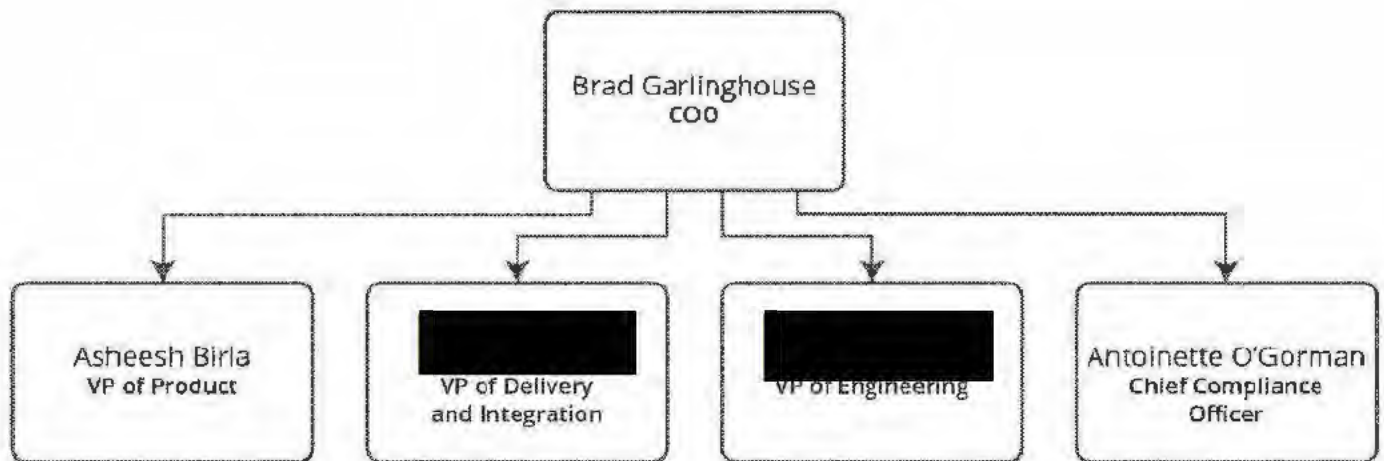 Brad Garlinghouse
COO
Asheesh Birla
VP of Product
VP of Delivery
and Integration
VP of Engineering
Antoinette O'Gorman
Chief Compliance
Officer